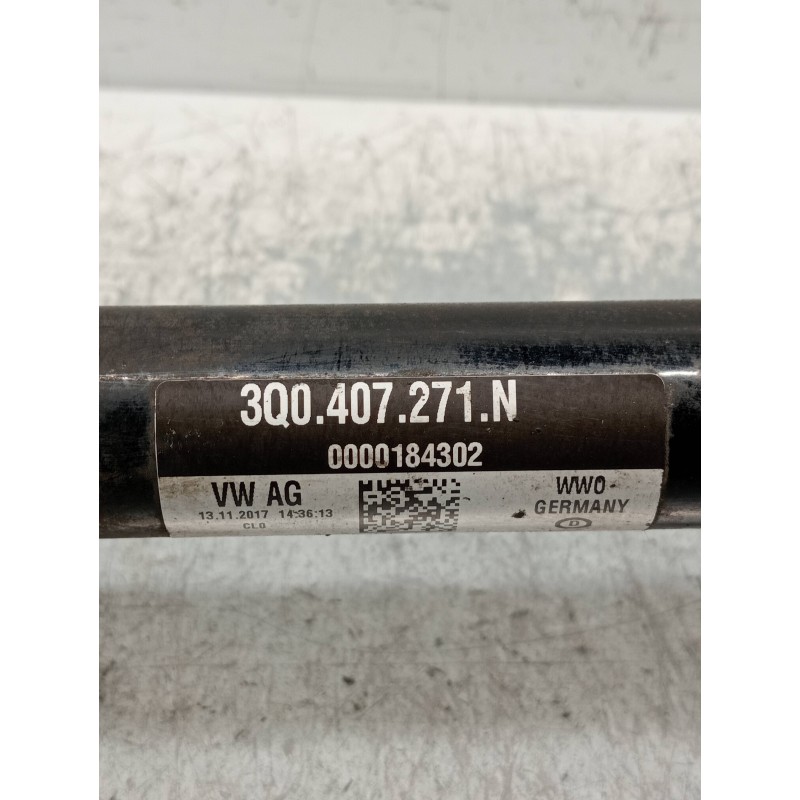 3Q0.407.271.N
0000184302
VW AG
13.11.2017 14:36:13
CL0
WWO
GERMANY
D